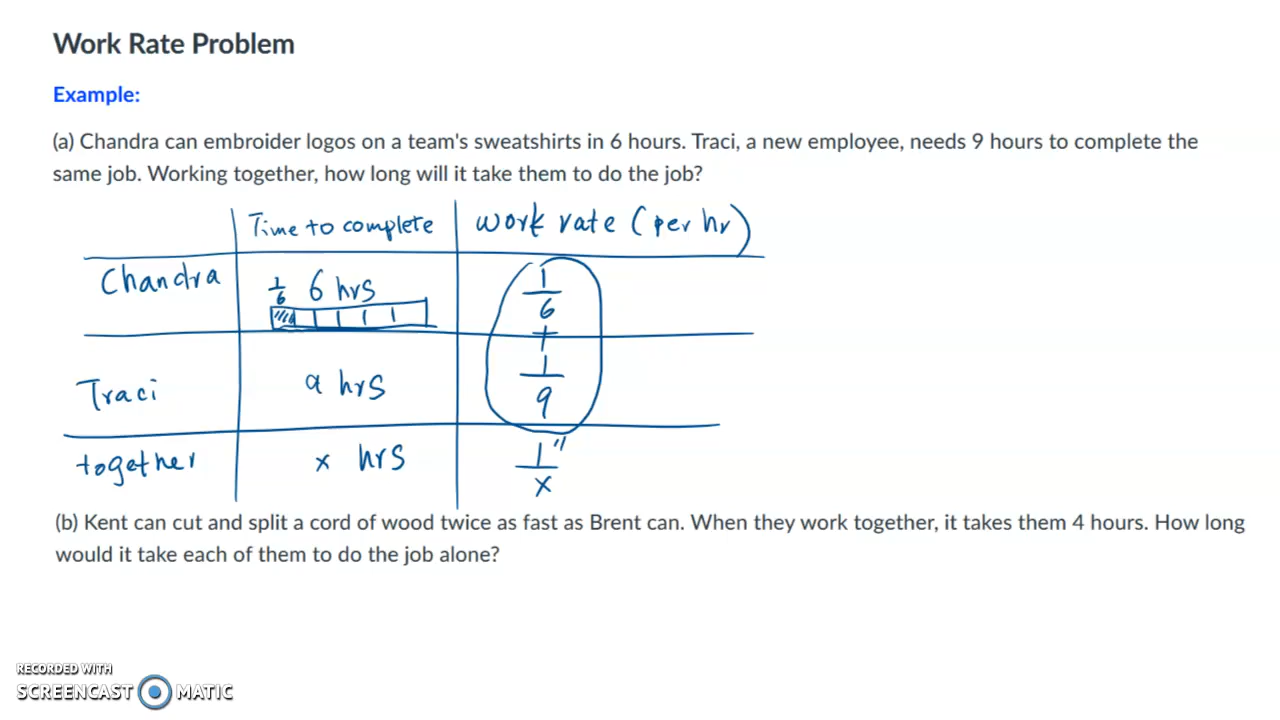 Work Rate Problem
Example:
(a) Chandra can embroider logos on a team's sweatshirts in 6 hours. Traci, a new employee, needs 9 hours to complete the
same job. Working together, how long will it take them to do the job?
Time to complete work rate (per hr)
Chandra 1/6 6 hrs 1/6
+
Traci 9 hrs 1/9
together x hrs 1/x
(b) Kent can cut and split a cord of wood twice as fast as Brent can. When they work together, it takes them 4 hours. How long
would it take each of them to do the job alone?
RECORDED WITH
SCREENCAST MATIC